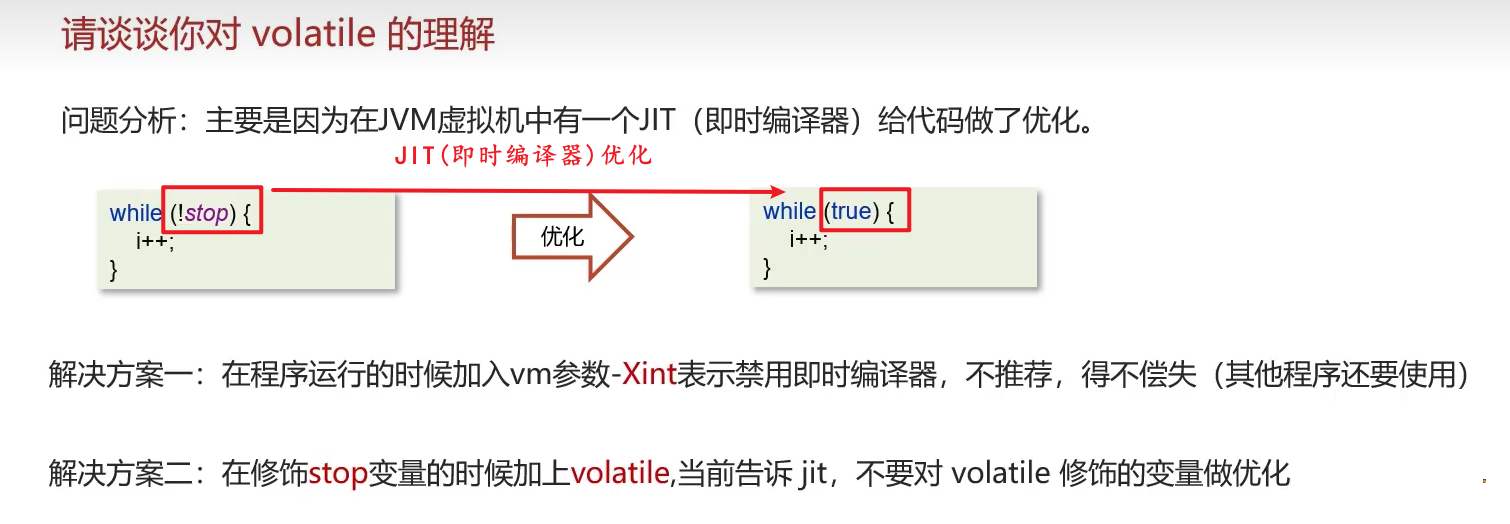 请谈谈你对 volatile 的理解
问题分析：主要是因为在JVM虚拟机中有一个JIT（即时编译器）给代码做了优化。
JIT(即时编译器)优化
while (!stop) {
i++;
}
优化
while (true) {
i++;
}
解决方案一：在程序运行的时候加入vm参数-Xint表示禁用即时编译器，不推荐，得不偿失（其他程序还要使用）
解决方案二：在修饰stop变量的时候加上volatile,当前告诉 jit，不要对 volatile 修饰的变量做优化